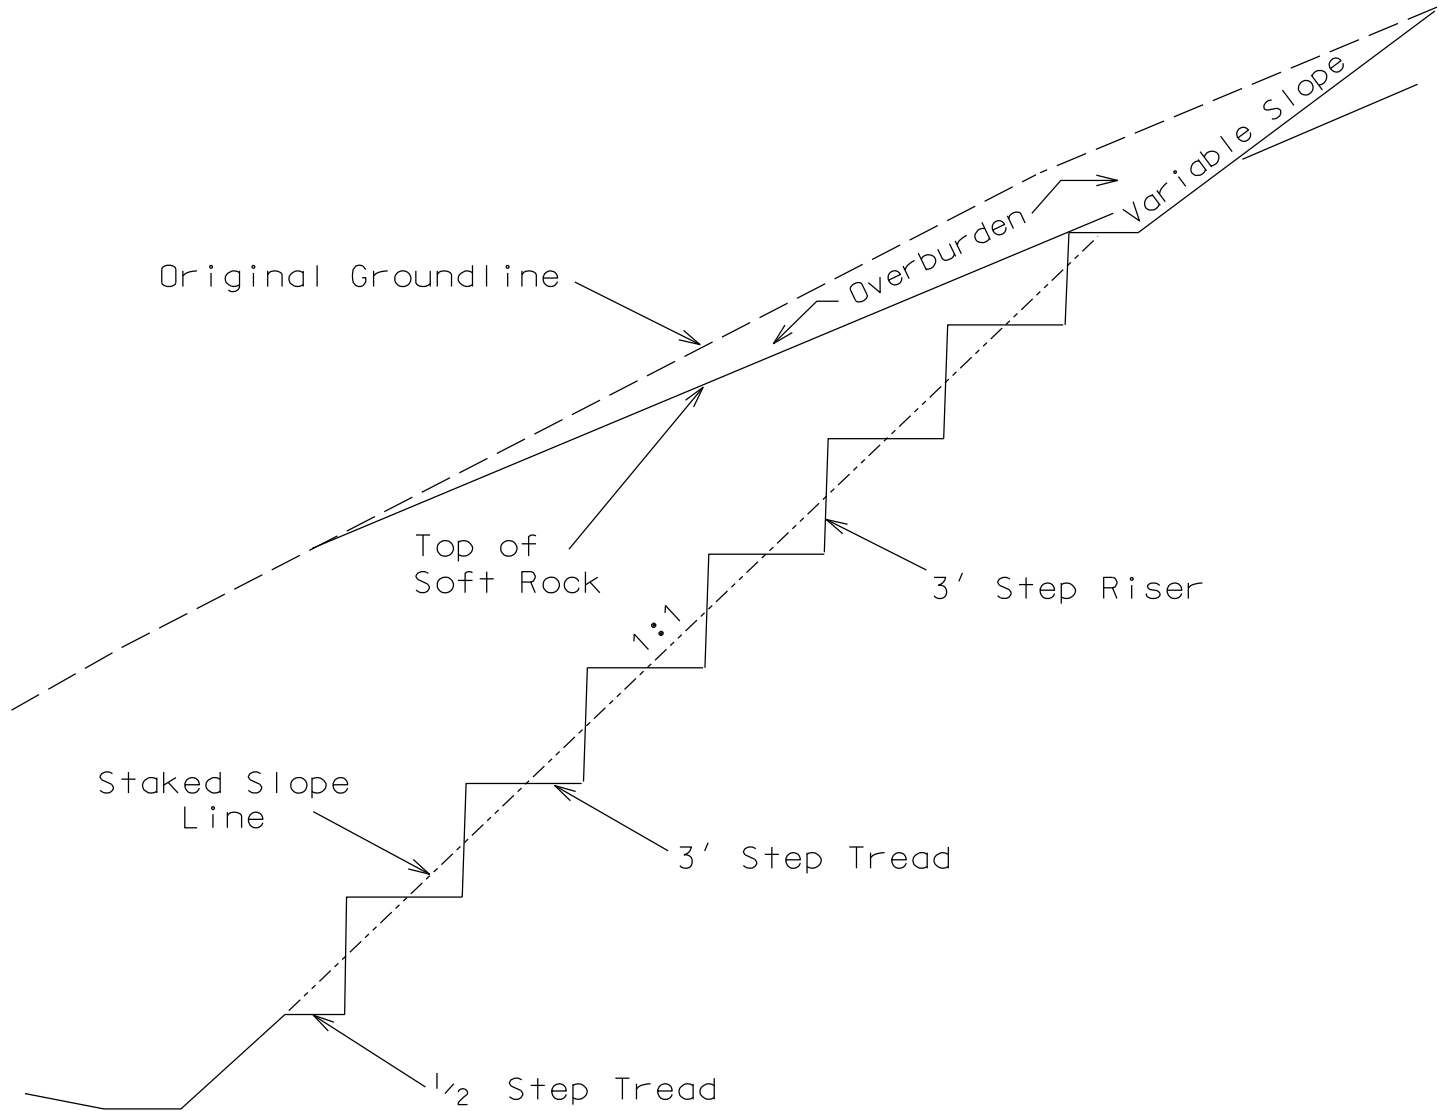 Variable Slope
Overburden
Original Groundline
Top of
Soft Rock
3' Step Riser
1:1
Staked Slope
Line
3' Step Tread
1/2 Step Tread